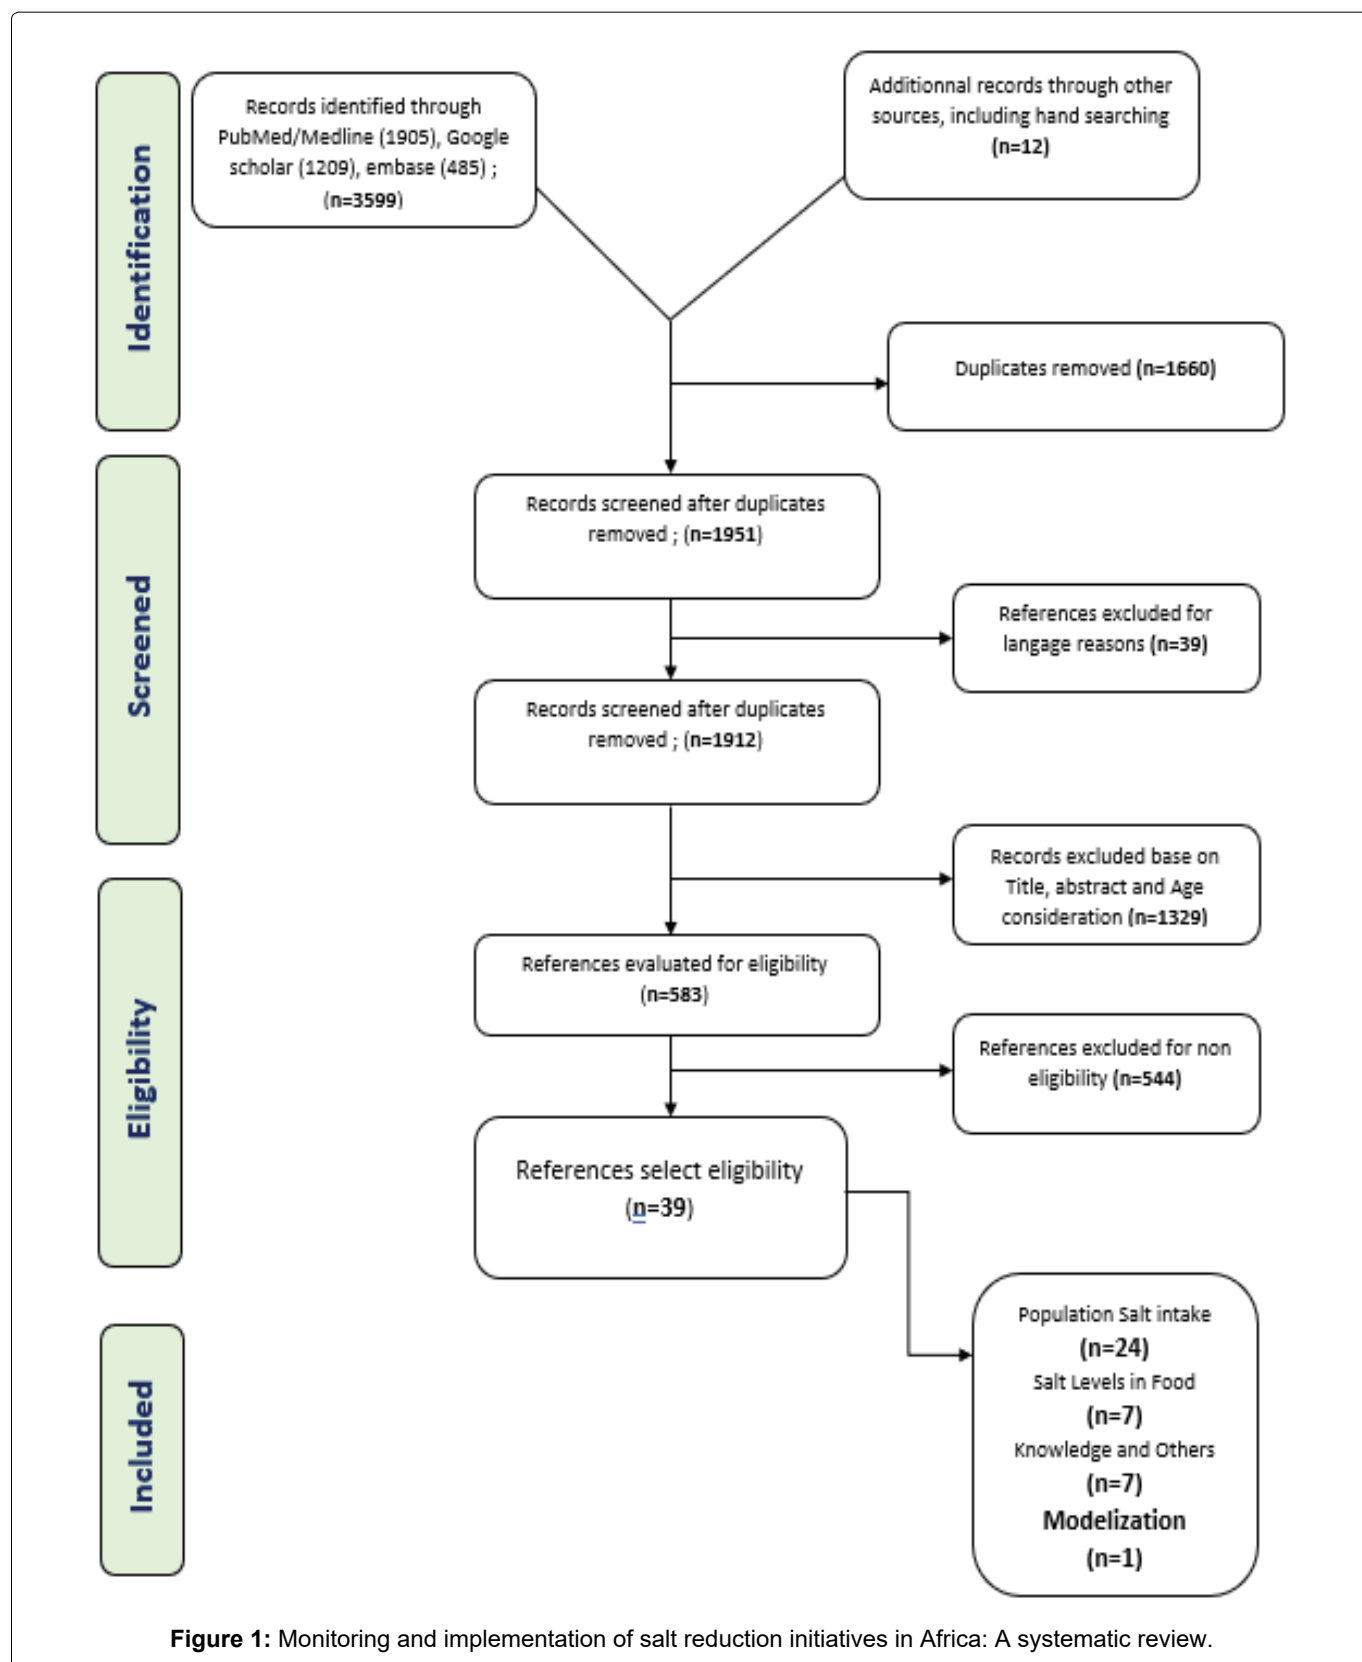 Identification
Records identified through
PubMed/Medline (1905), Google
scholar (1209), embase (485) ;
(n=3599)
Additionnal records through other
sources, including hand searching
(n=12)
Duplicates removed (n=1660)
Screened
Records screened after duplicates
removed ; (n=1951)
References excluded for
langage reasons (n=39)
Records screened after duplicates
removed ; (n=1912)
Records excluded base on
Title, abstract and Age
consideration (n=1329)
Eligibility
References evaluated for eligibility
(n=583)
References excluded for non
eligibility (n=544)
References select eligibility
(n=39)
Included
Population Salt intake
(n=24)
Salt Levels in Food
(n=7)
Knowledge and Others
(n=7)
Modelization
(n=1)
Figure 1: Monitoring and implementation of salt reduction initiatives in Africa: A systematic review.